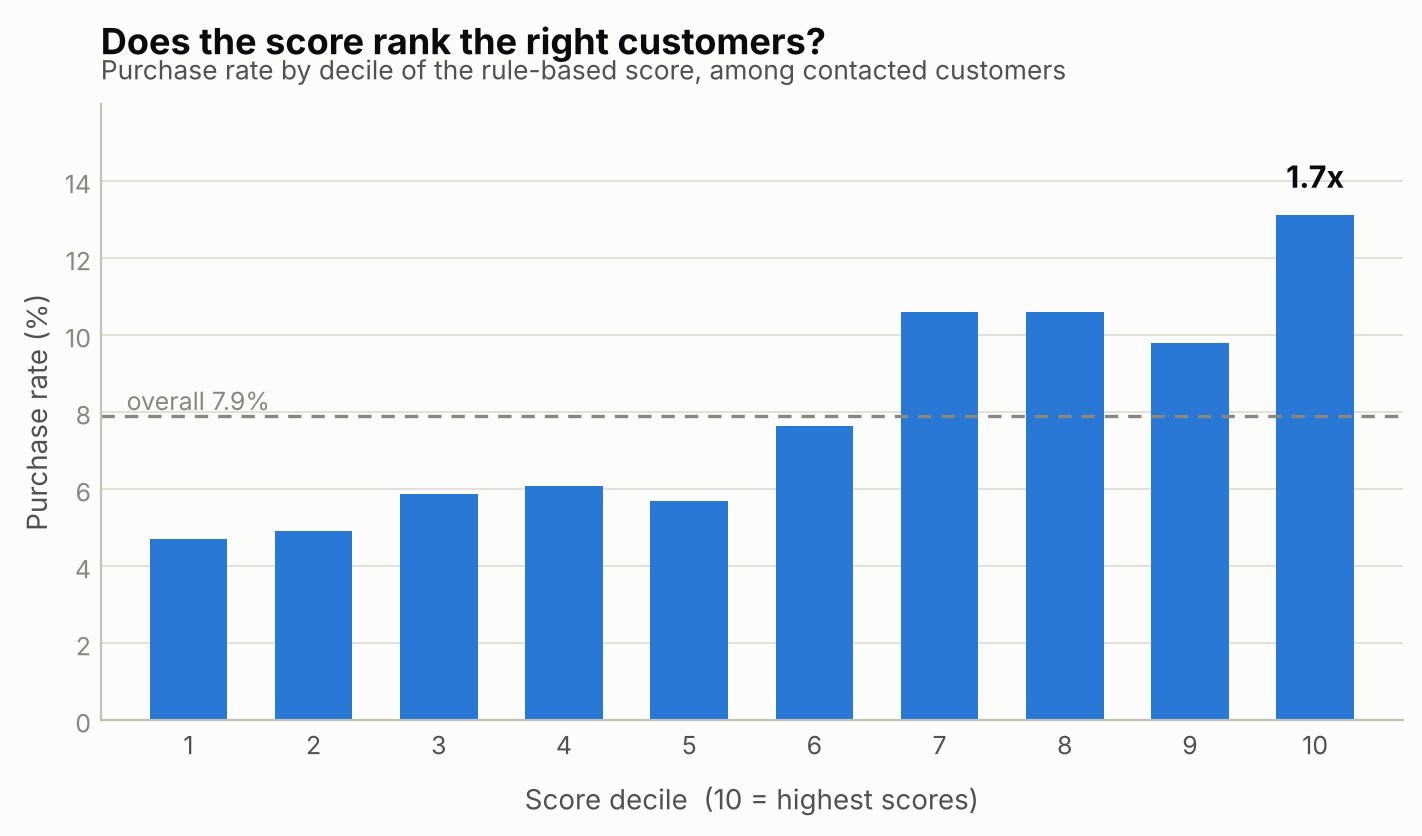 Does the score rank the right customers?
Purchase rate by decile of the rule-based score, among contacted customers
Purchase rate (%)
14
12
10
8
6
4
2
0
overall 7.9%
1.7x
1 2 3 4 5 6 7 8 9 10
Score decile (10 = highest scores)